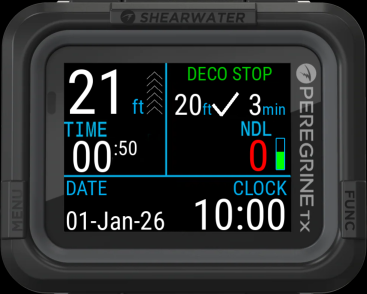 SHEARWATER
DECO STOP
21 ft
20ft 3min
TIME
NDL
00:50
0
DATE
CLOCK
01-Jan-26
10:00
PEREGRINE TX
MENU
FUNC